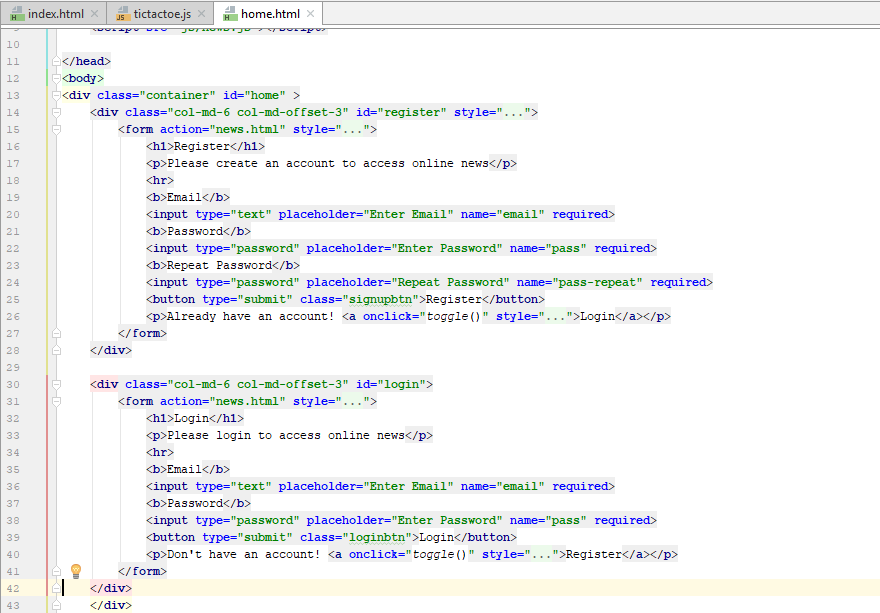 index.html tictactoe.js home.html
9 <script src="js/news.js"></script>
10
11 </head>
12 <body>
13 <div class="container" id="home" >
14 <div class="col-md-6 col-md-offset-3" id="register" style="...">
15 <form action="news.html" style="...">
16 <h1>Register</h1>
17 <p>Please create an account to access online news</p>
18 <hr>
19 <b>Email</b>
20 <input type="text" placeholder="Enter Email" name="email" required>
21 <b>Password</b>
22 <input type="password" placeholder="Enter Password" name="pass" required>
23 <b>Repeat Password</b>
24 <input type="password" placeholder="Repeat Password" name="pass-repeat" required>
25 <button type="submit" class="signupbtn">Register</button>
26 <p>Already have an account! <a onclick="toggle()" style="...">Login</a></p>
27 </form>
28 </div>
29
30 <div class="col-md-6 col-md-offset-3" id="login">
31 <form action="news.html" style="...">
32 <h1>Login</h1>
33 <p>Please login to access online news</p>
34 <hr>
35 <b>Email</b>
36 <input type="text" placeholder="Enter Email" name="email" required>
37 <b>Password</b>
38 <input type="password" placeholder="Enter Password" name="pass" required>
39 <button type="submit" class="loginbtn">Login</button>
40 <p>Don't have an account! <a onclick="toggle()" style="...">Register</a></p>
41 </form>
42 </div>
43 </div>